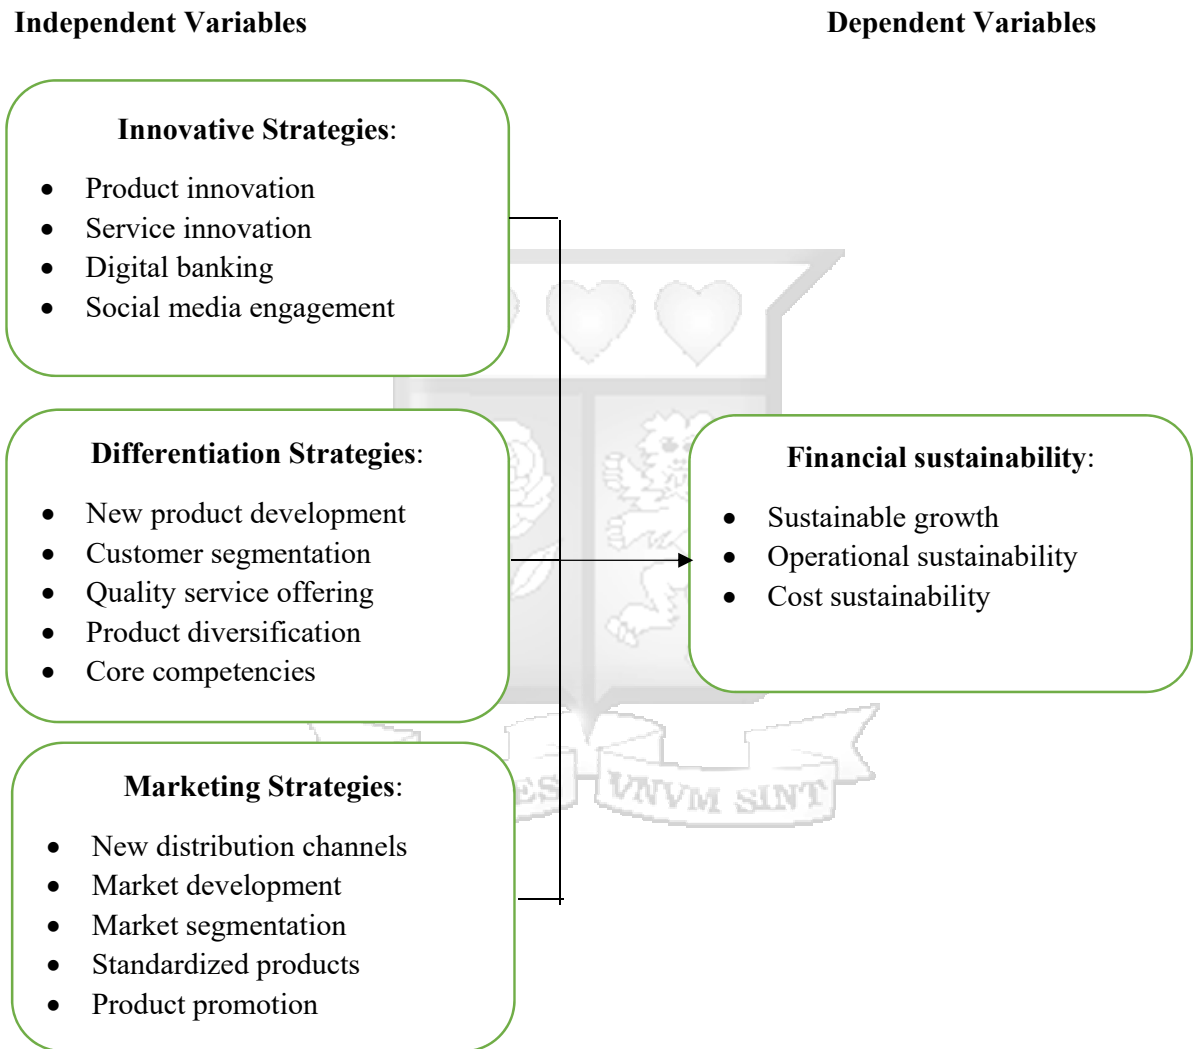 Independent Variables
Dependent Variables
Innovative Strategies:
• Product innovation
• Service innovation
• Digital banking
• Social media engagement
Differentiation Strategies:
• New product development
• Customer segmentation
• Quality service offering
• Product diversification
• Core competencies
Financial sustainability:
• Sustainable growth
• Operational sustainability
• Cost sustainability
Marketing Strategies:
• New distribution channels
• Market development
• Market segmentation
• Standardized products
• Product promotion
VNVM SINT